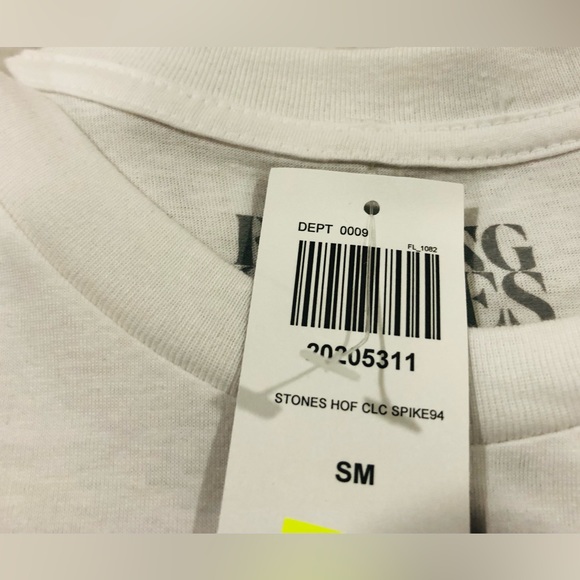 DEPT 0009
FL_1082
20205311
STONES HOF CLC SPIKE94
SM